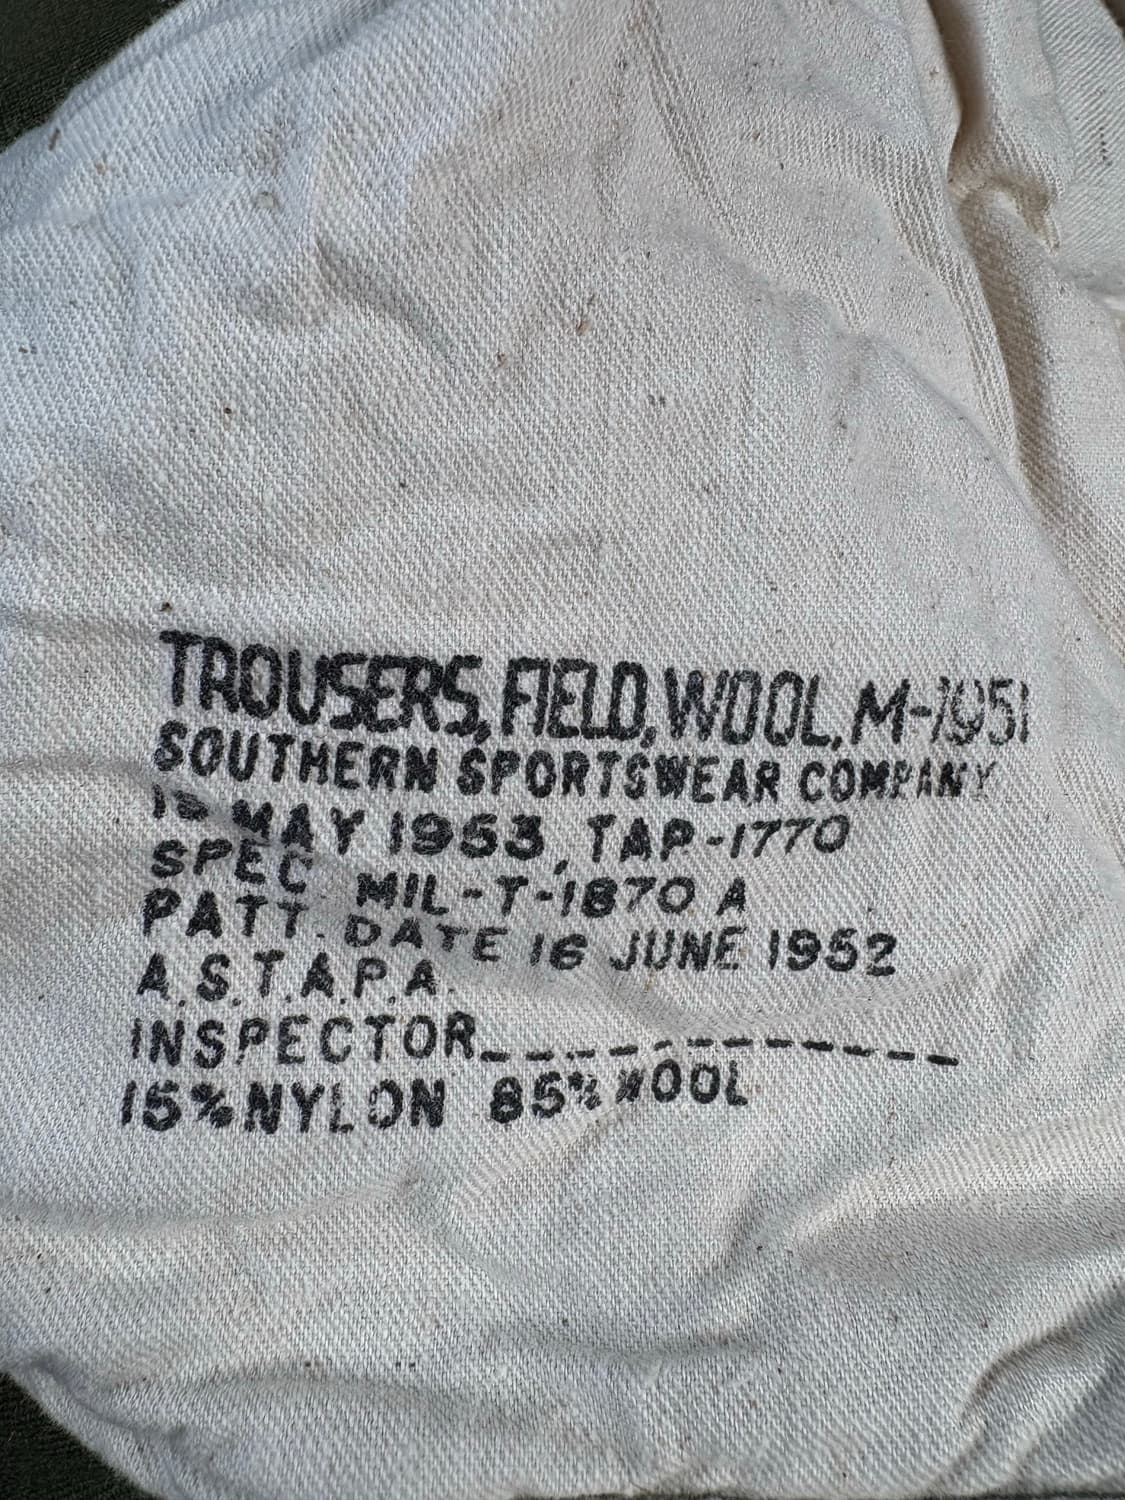 TROUSERS, FIELD, WOOL, M-1951
SOUTHERN SPORTSWEAR COMPANY
MAY 1953, TAP-1770
SPEC. MIL-T-1870 A
PATT. DATE 16 JUNE 1952
A.S.T.A.P.A.
INSPECTOR_____________
15% NYLON 85% WOOL